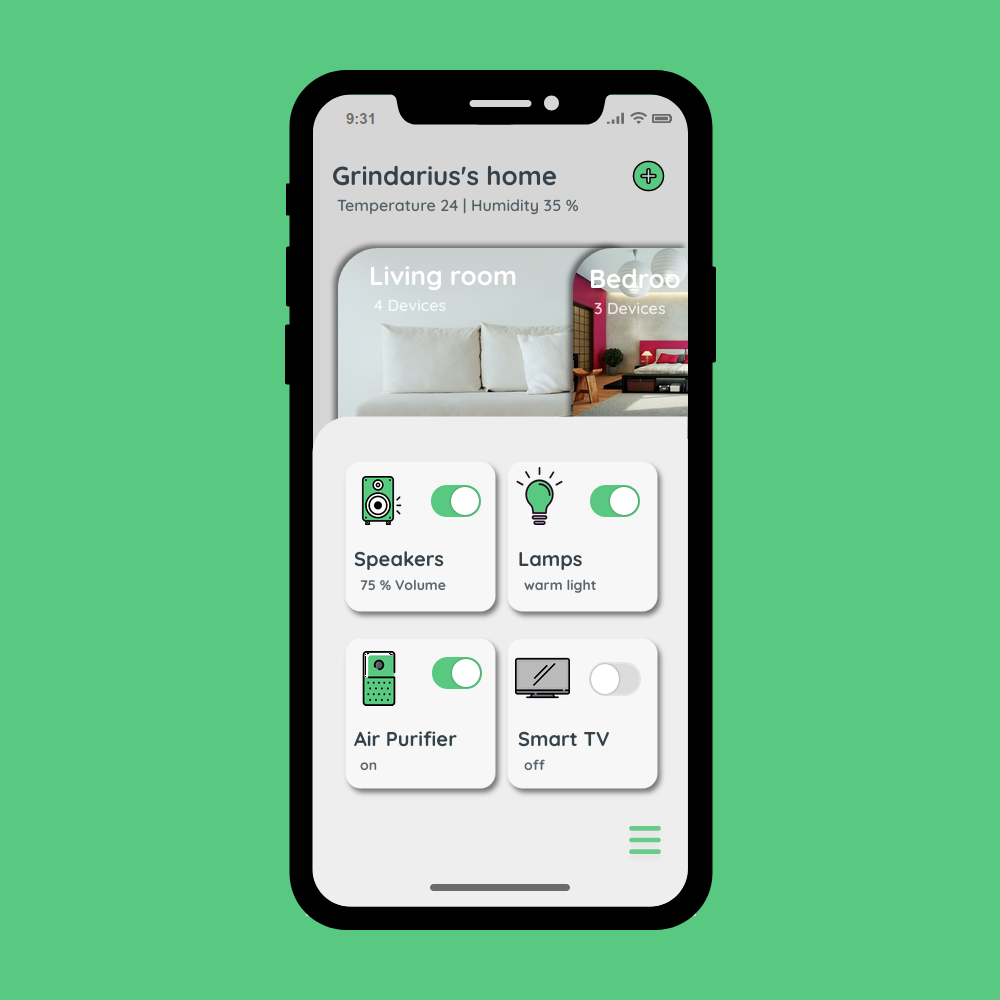 9:31
Grindarius's home
Temperature 24 | Humidity 35 %
Living room
4 Devices
Bedroo
3 Devices
Speakers
75 % Volume
Lamps
warm light
Air Purifier
on
Smart TV
off